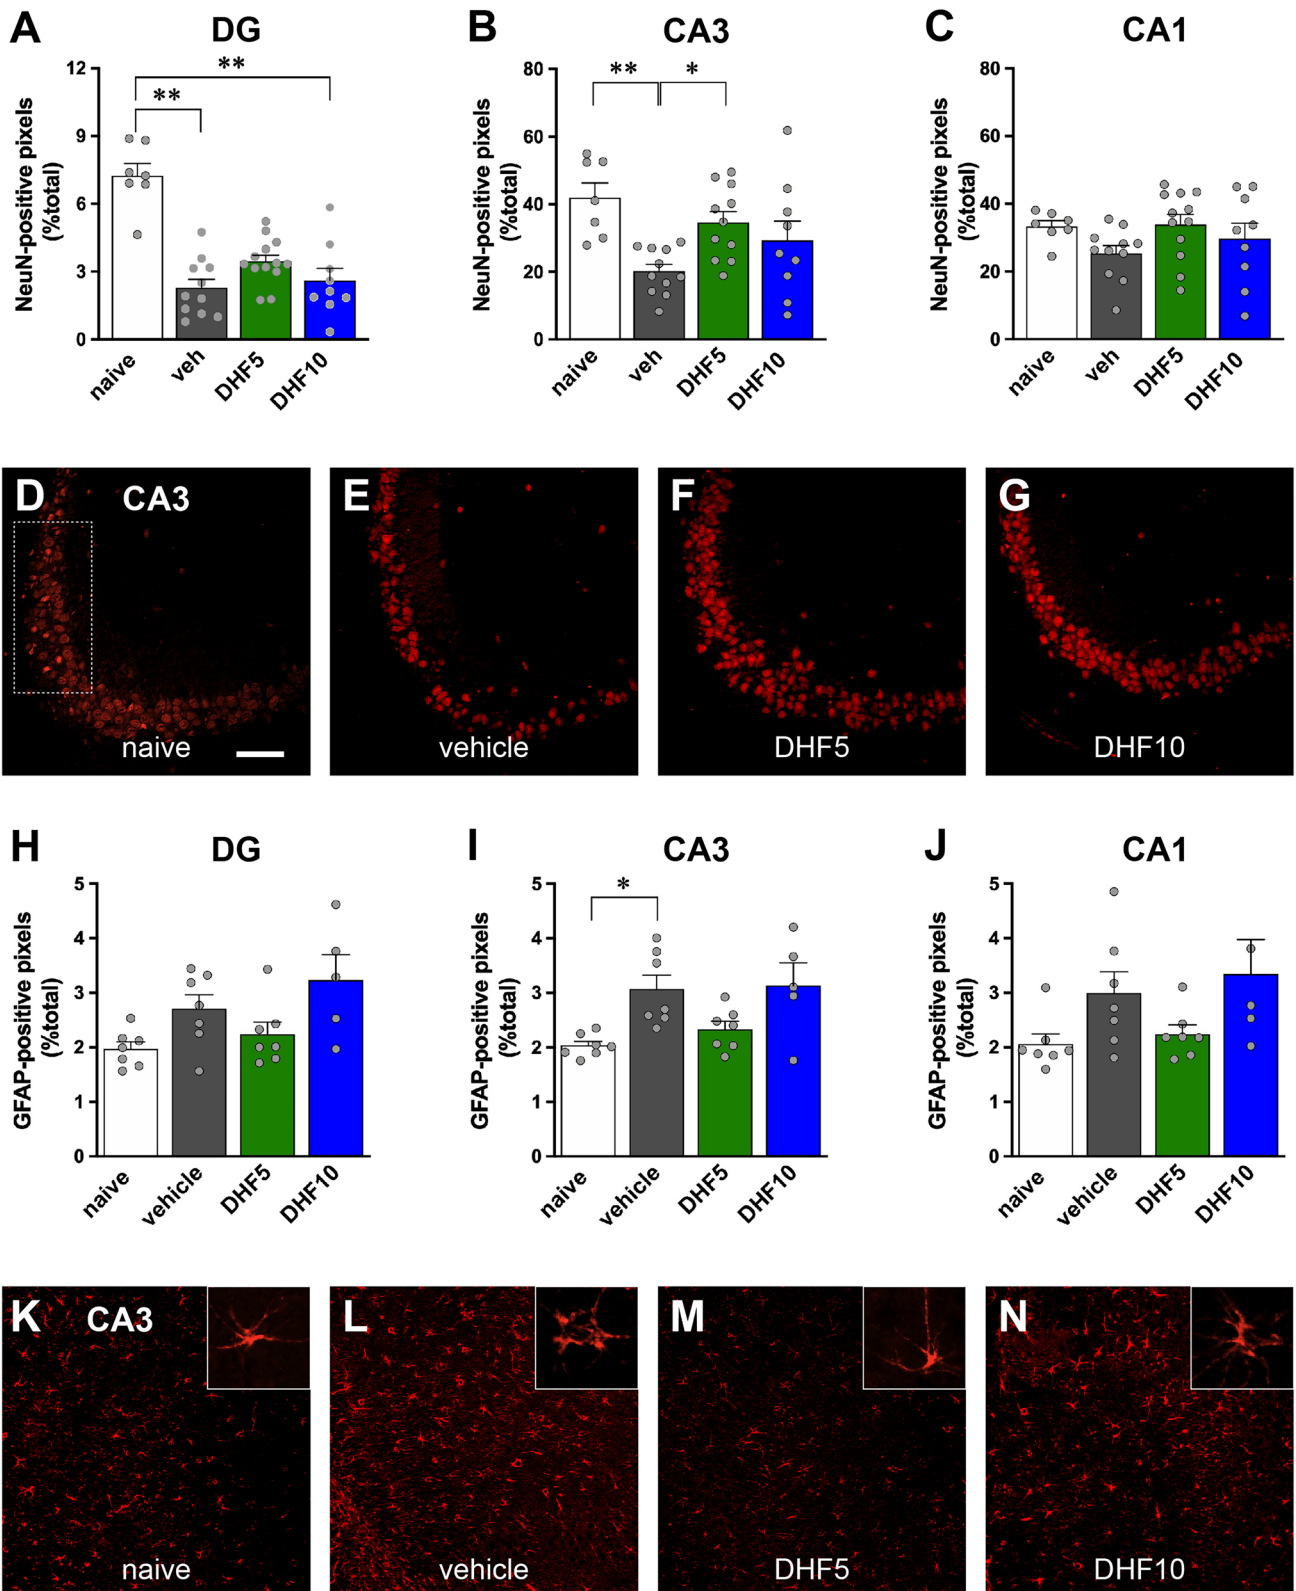 A
DG
NeuN-positive pixels
(%total)
12
9
6
3
0
**
**
naive
veh
DHF5
DHF10
B
CA3
NeuN-positive pixels
(%total)
80
60
40
20
0
**
*
naive
veh
DHF5
DHF10
C
CA1
NeuN-positive pixels
(%total)
80
60
40
20
0
naive
veh
DHF5
DHF10
D
CA3
naive
E
vehicle
F
DHF5
G
DHF10
H
DG
GFAP-positive pixels
(%total)
5
4
3
2
1
0
naive
vehicle
DHF5
DHF10
I
CA3
GFAP-positive pixels
(%total)
5
4
3
2
1
0
*
naive
vehicle
DHF5
DHF10
J
CA1
GFAP-positive pixels
(%total)
5
4
3
2
1
0
naive
vehicle
DHF5
DHF10
K
CA3
naive
L
vehicle
M
DHF5
N
DHF10